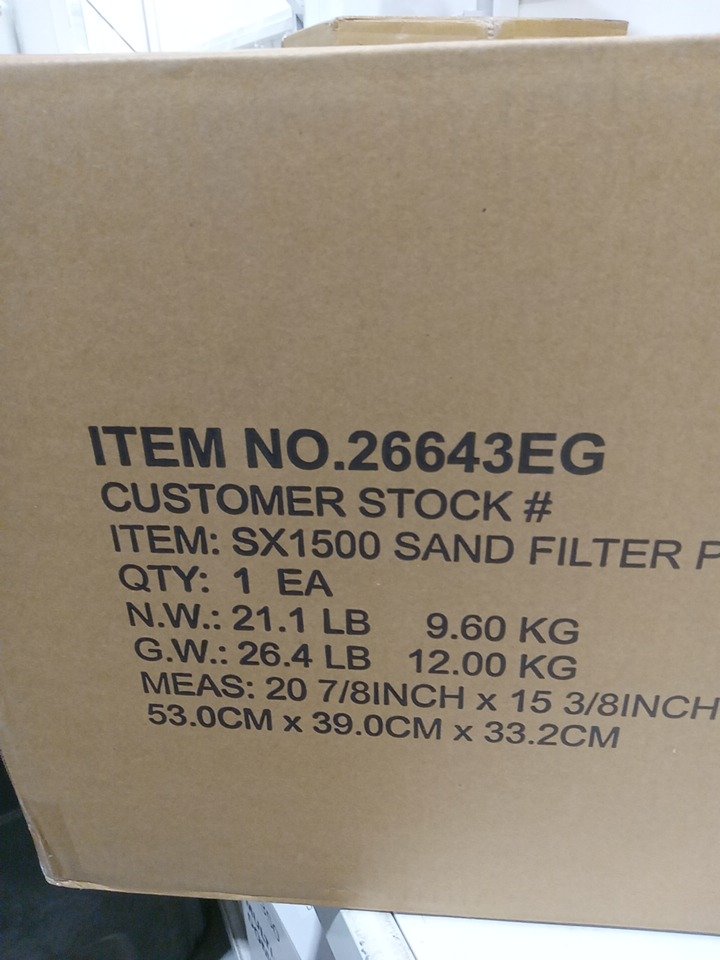 ITEM NO.26643EG
CUSTOMER STOCK #
ITEM: SX1500 SAND FILTER P
QTY: 1 EA
N.W.: 21.1 LB 9.60 KG
G.W.: 26.4 LB 12.00 KG
MEAS: 20 7/8INCH x 15 3/8INCH
53.0CM x 39.0CM x 33.2CM